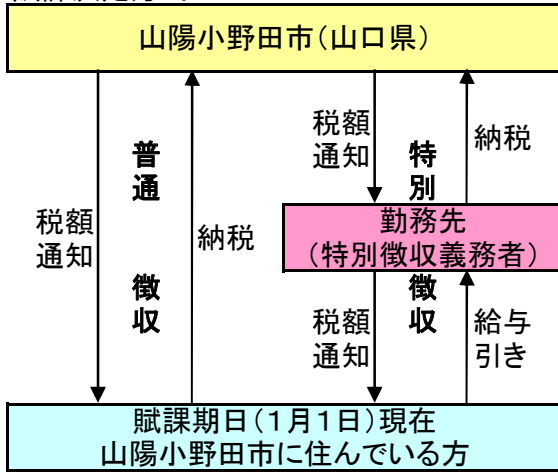 山陽小野田市(山口県)
税額
通知
普通
徴収
納税
税額
通知
特別
徴収
納税
勤務先
(特別徴収義務者)
税額
通知
給与
引き
賦課期日(1月1日)現在
山陽小野田市に住んでいる方